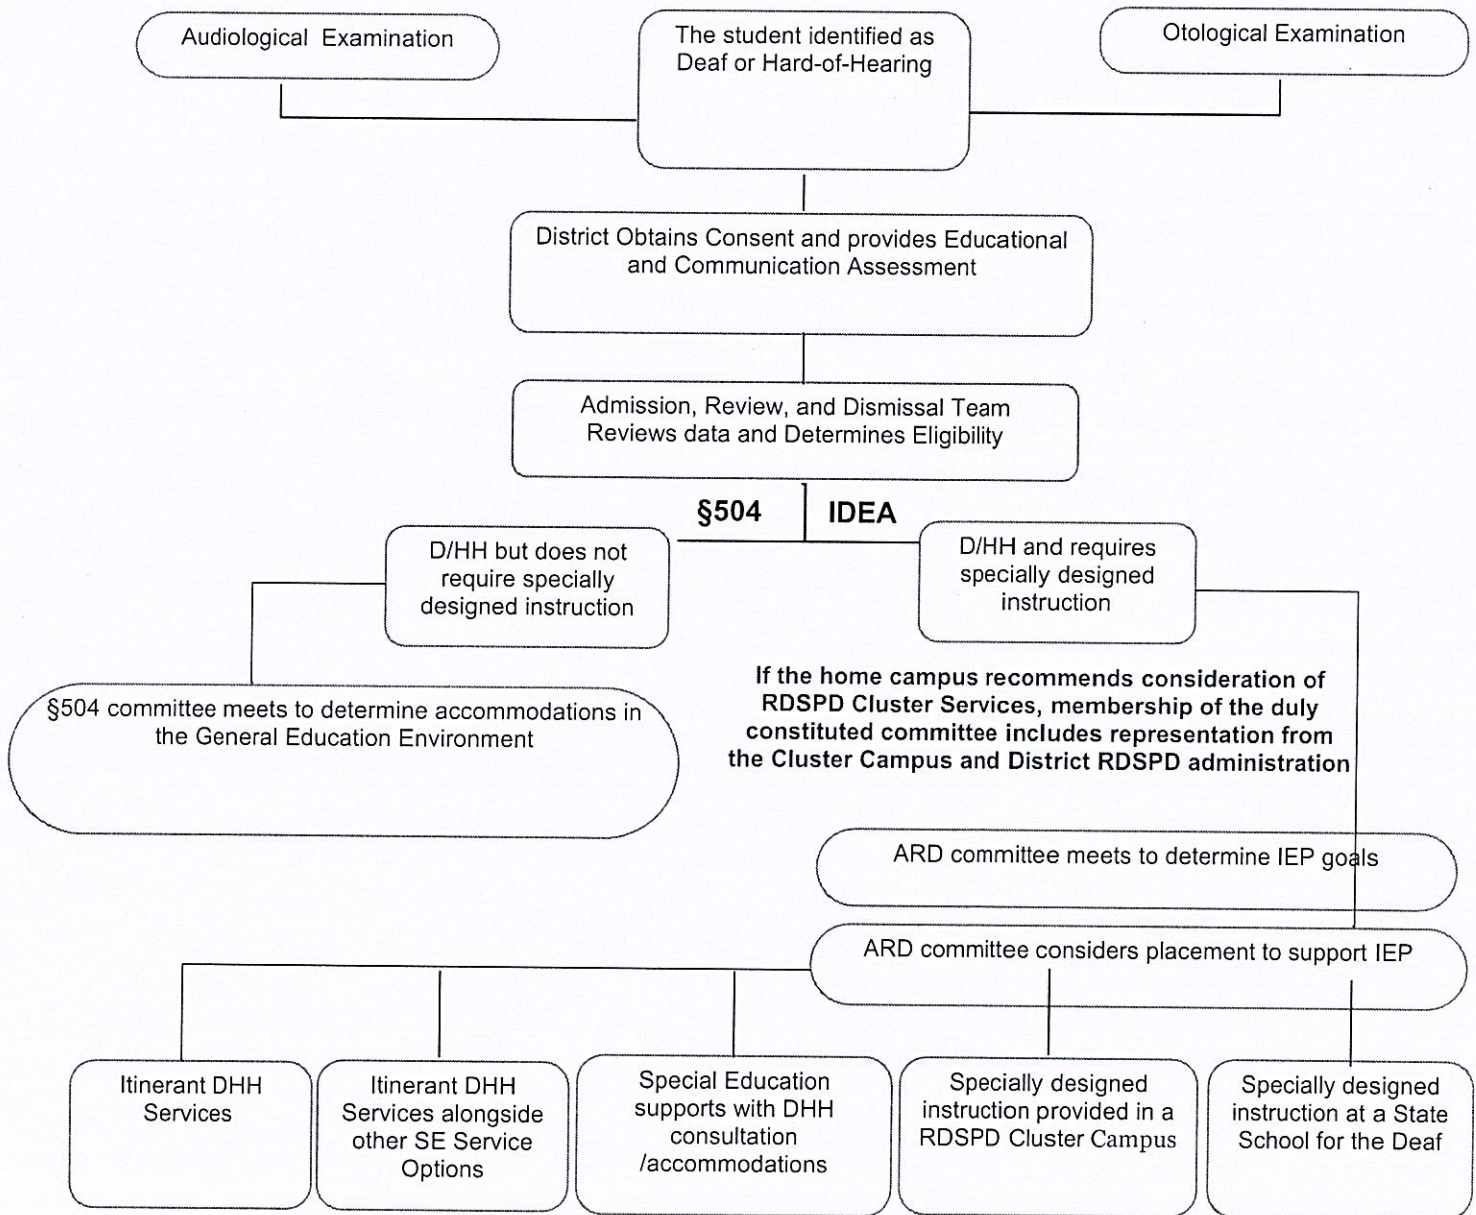 Audiological Examination
The student identified as
Deaf or Hard-of-Hearing
Otological Examination
District Obtains Consent and provides Educational
and Communication Assessment
Admission, Review, and Dismissal Team
Reviews data and Determines Eligibility
§504
IDEA
D/HH but does not
require specially
designed instruction
D/HH and requires
specially designed
instruction
§504 committee meets to determine accommodations in
the General Education Environment
If the home campus recommends consideration of
RDSPD Cluster Services, membership of the duly
constituted committee includes representation from
the Cluster Campus and District RDSPD administration
ARD committee meets to determine IEP goals
ARD committee considers placement to support IEP
Itinerant DHH
Services
Itinerant DHH
Services alongside
other SE Service
Options
Special Education
supports with DHH
consultation
/accommodations
Specially designed
instruction provided in a
RDSPD Cluster Campus
Specially designed
instruction at a State
School for the Deaf